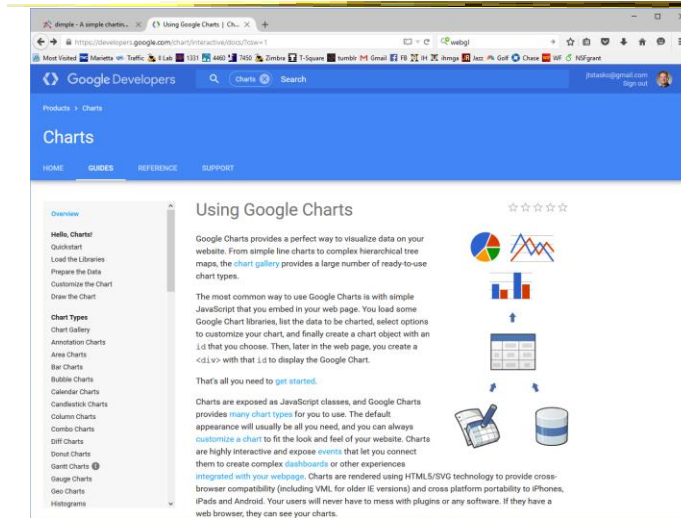 dimple - A simple chartin...
Using Google Charts | Ch...
https://developers.google.com/chart/interactive/docs/?csw=1
webgl
Most Visited Marietta Traffic II Lab 1331 4460 7450 Zimbra T-Square tumblr Gmail FB IH ihmgs Jezz Golf Chase WF NSFgrant
Google Developers
Charts
Search
jtstasko@gmail.com
Sign out
Products > Charts
Charts
HOME GUIDES REFERENCE SUPPORT
Overview
Hello, Charts!
Quickstart
Load the Libraries
Prepare the Data
Customize the Chart
Draw the Chart
Chart Types
Chart Gallery
Annotation Charts
Area Charts
Bar Charts
Bubble Charts
Calendar Charts
Candlestick Charts
Column Charts
Combo Charts
Diff Charts
Donut Charts
Gantt Charts
Gauge Charts
Geo Charts
Histograms
Using Google Charts
Google Charts provides a perfect way to visualize data on your
website. From simple line charts to complex hierarchical tree
maps, the chart gallery provides a large number of ready-to-use
chart types.
The most common way to use Google Charts is with simple
JavaScript that you embed in your web page. You load some
Google Chart libraries, list the data to be charted, select options
to customize your chart, and finally create a chart object with an
id that you choose. Then, later in the web page, you create a
<div> with that id to display the Google Chart.
That's all you need to get started.
Charts are exposed as JavaScript classes, and Google Charts
provides many chart types for you to use. The default
appearance will usually be all you need, and you can always
customize a chart to fit the look and feel of your website. Charts
are highly interactive and expose events that let you connect
them to create complex dashboards or other experiences
integrated with your webpage. Charts are rendered using HTML5/SVG technology to provide cross-
browser compatibility (including VML for older IE versions) and cross platform portability to iPhones,
iPads and Android. Your users will never have to mess with plugins or any software. If they have a
web browser, they can see your charts.